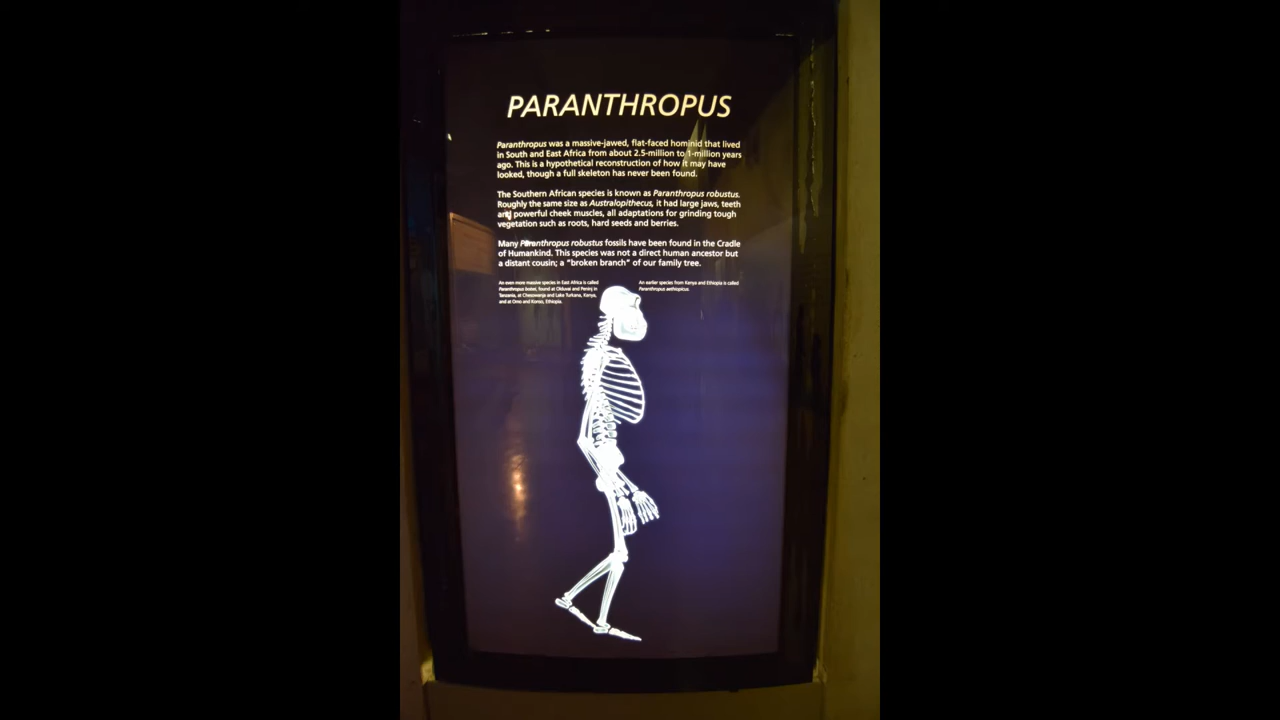 PARANTHROPUS
Paranthropus was a massive-jawed, flat-faced hominid that lived
in South and East Africa from about 2.5-million to 1-million years
ago. This is a hypothetical reconstruction of how it may have
looked, though a full skeleton has never been found.
The Southern African species is known as Paranthropus robustus.
Roughly the same size as Australopithecus, it had large jaws, teeth
and powerful cheek muscles, all adaptations for grinding tough
vegetation such as roots, hard seeds and berries.
Many Paranthropus robustus fossils have been found in the Cradle
of Humankind. This species was not a direct human ancestor but
a distant cousin; a "broken branch" of our family tree.
An even more massive species in East Africa is called
Paranthropus boisei, found at Olduvai and Peninj in
Tanzania, at Chesowanja and Lake Turkana, Kenya,
and at Omo and Konso, Ethiopia.
An earlier species from Kenya and Ethiopia is called
Paranthropus aethiopicus.